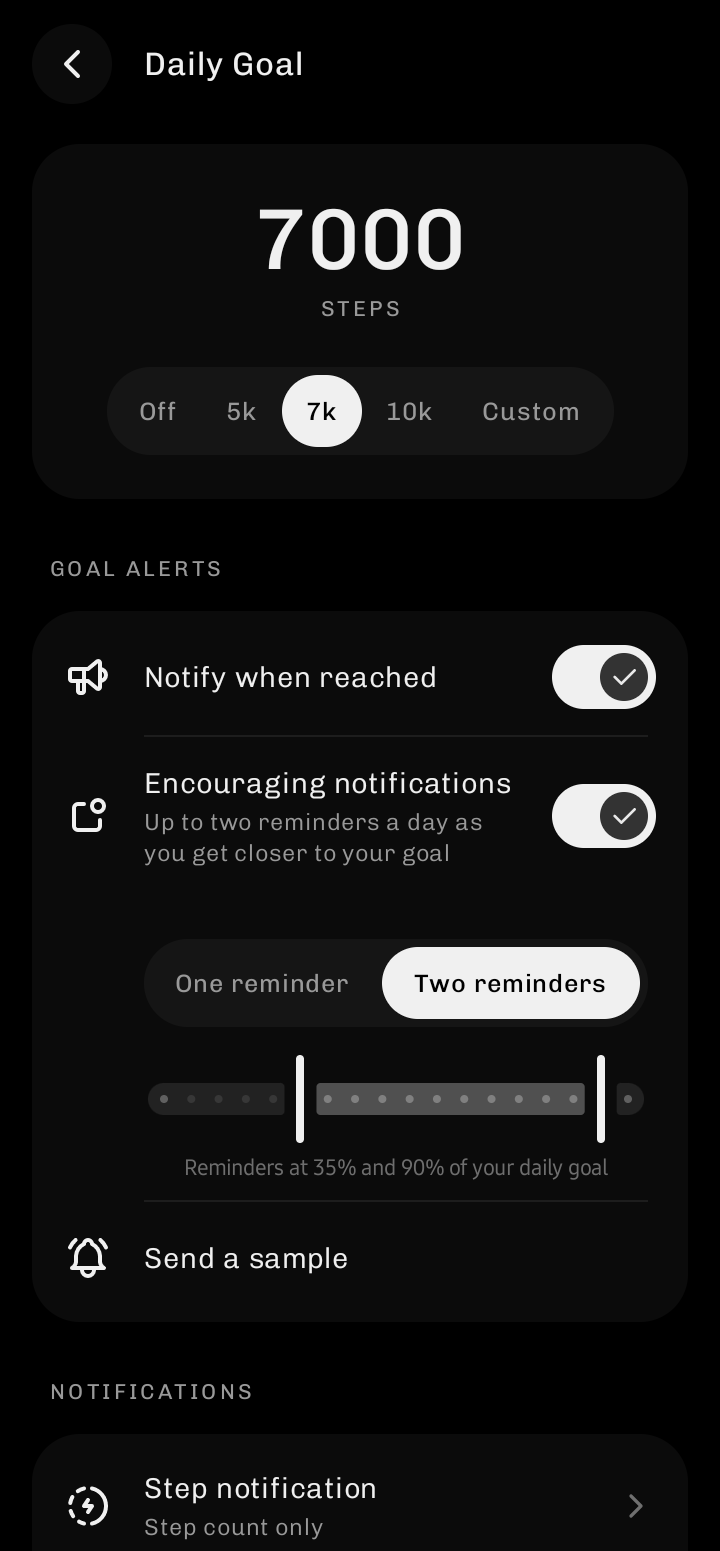 Daily Goal
7000
STEPS
Off 5k 7k 10k Custom
GOAL ALERTS
Notify when reached
Encouraging notifications
Up to two reminders a day as
you get closer to your goal
One reminder Two reminders
Reminders at 35% and 90% of your daily goal
Send a sample
NOTIFICATIONS
Step notification
Step count only